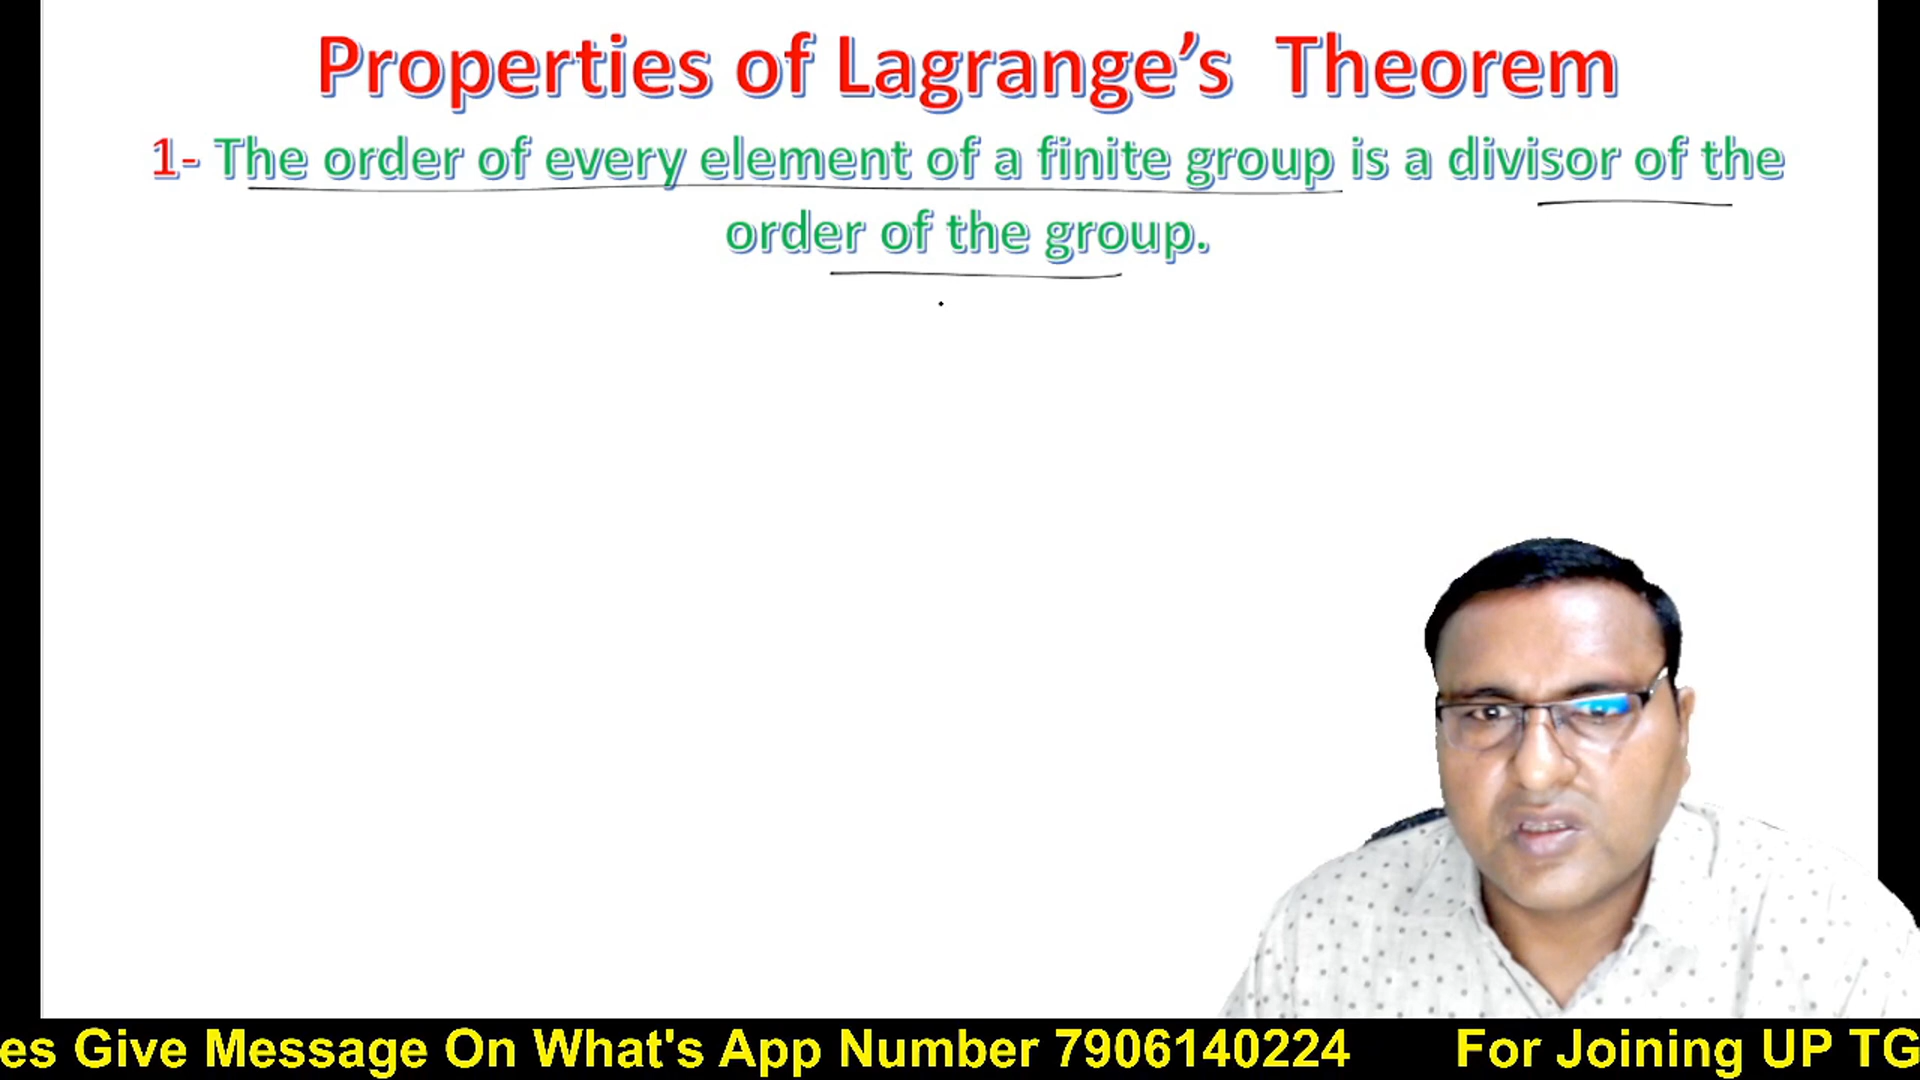 Properties of Lagrange's Theorem
1- The order of every element of a finite group is a divisor of the
order of the group.
es Give Message On What's App Number 7906140224 For Joining UP TG